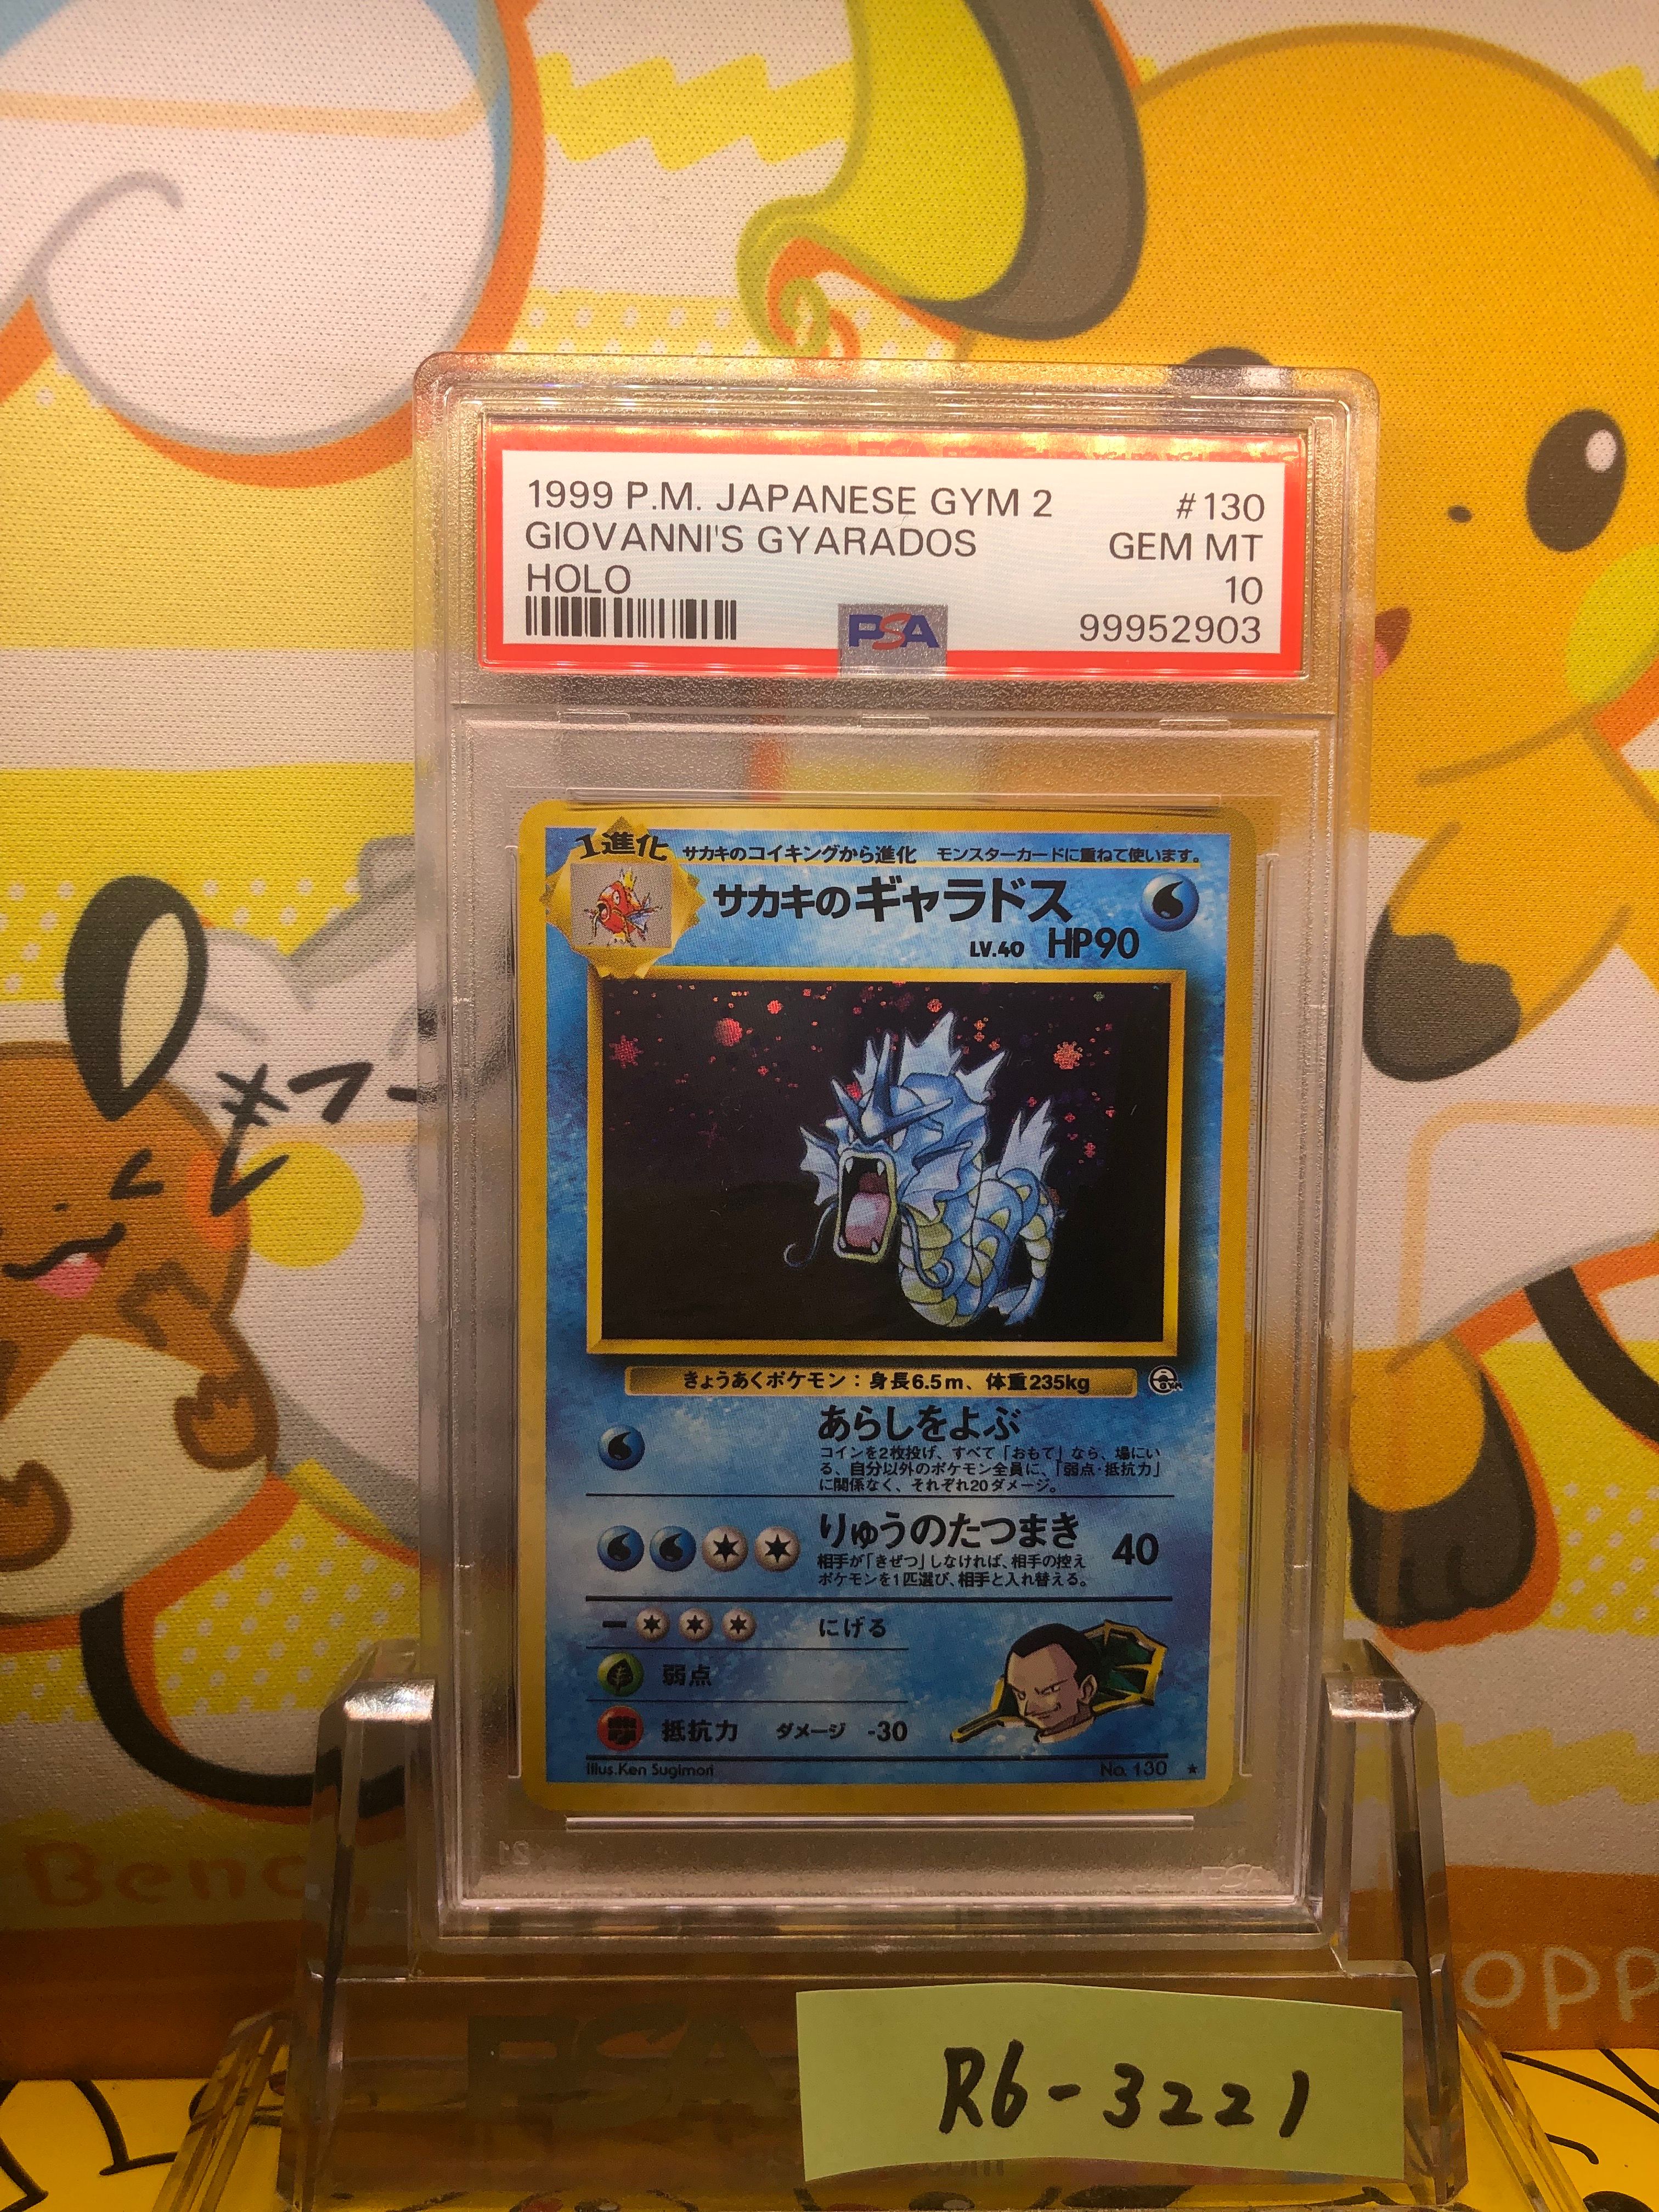 1999 P.M. JAPANESE GYM 2 #130
GIOVANNI'S GYARADOS GEM MT
HOLO 10
PSA 99952903
1進化 サカキのコイキングから進化 モンスターカードに重ねて使います。
サカキのギャラドス
LV.40 HP90
きょうあくポケモン：身長6.5m、体重235kg
GYM
あらしをよぶ
コインを2枚投げ、すべて「おもて」なら、場にい
る、自分以外のポケモン全員に、「弱点・抵抗力」
に関係なく、それぞれ20ダメージ。
りゅうのたつまき 40
相手が「きぜつ」しなければ、相手の控え
ポケモンを1匹選び、相手と入れ替える。
にげる
弱点
抵抗力 ダメージ -30
Illus.Ken Sugimori No. 130 ★
PSA
PSA
R6-3221